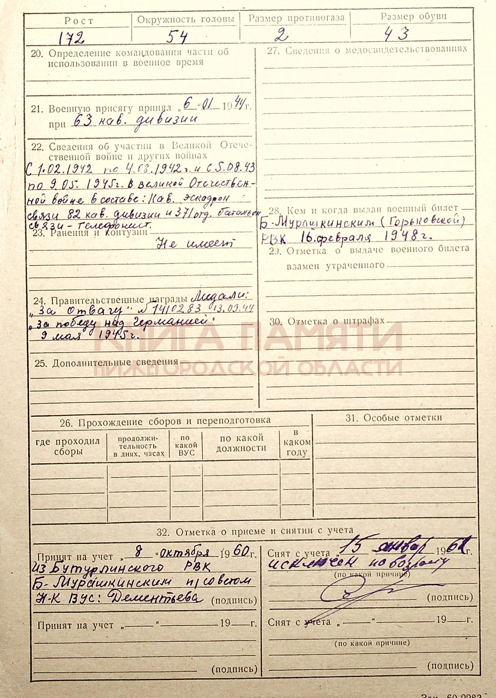 Рост Окружность головы Размер противогаза Размер обуви
172 54 2 43
20. Определение командования части об использовании в военное время
21. Военную присягу принял „6" 01 1944 г.
при 63 кав. дивизии
22. Сведения об участии в Великой Отечественной войне и других войнах
С 1.02.1942 по 4.08.1942 г. и с 5.08.43
по 9.05.1945 г. в великой Отечествен-
ной войне в составе: Кав. эскадрон
связи 82 кав. дивизии и 371 отд. батальон
связи - телефонист.
23. Ранения и контузии
Не имеет
24. Правительственные награды Медали:
„За отвагу" № 1410283 13.09.44
„За победу над Германией"
9 мая 1945 г.
25. Дополнительные сведения
27. Сведения о медосвидетельствованиях
28. Кем и когда выдан военный билет
Б-Мурашкинским (Горьковской)
РВК 16 февраля 1948 г.
29. Отметка о выдаче военного билета взамен утраченного
30. Отметка о штрафах
КНИГА ПАМЯТИ
НИЖЕГОРОДСКОЙ ОБЛАСТИ
26. Прохождение сборов и переподготовка
где проходил сборы
продолжительность в днях, часах
по какой ВУС
по какой должности
в каком году
31. Особые отметки
32. Отметка о приеме и снятии с учета
Принят на учет „8" октября 1960 г.
из Бутурлинского РВК
Б-Мурашкинским
Н-К ВУС: Дементьева (подпись)
Снят с учета „15" январ 196 г.
исключен по возрасту
(по какой причине)
(подпись)
Принят на учет „ " 19 г.
(подпись)
Снят с учета „ " 19 г.
(по какой причине)
(подпись)